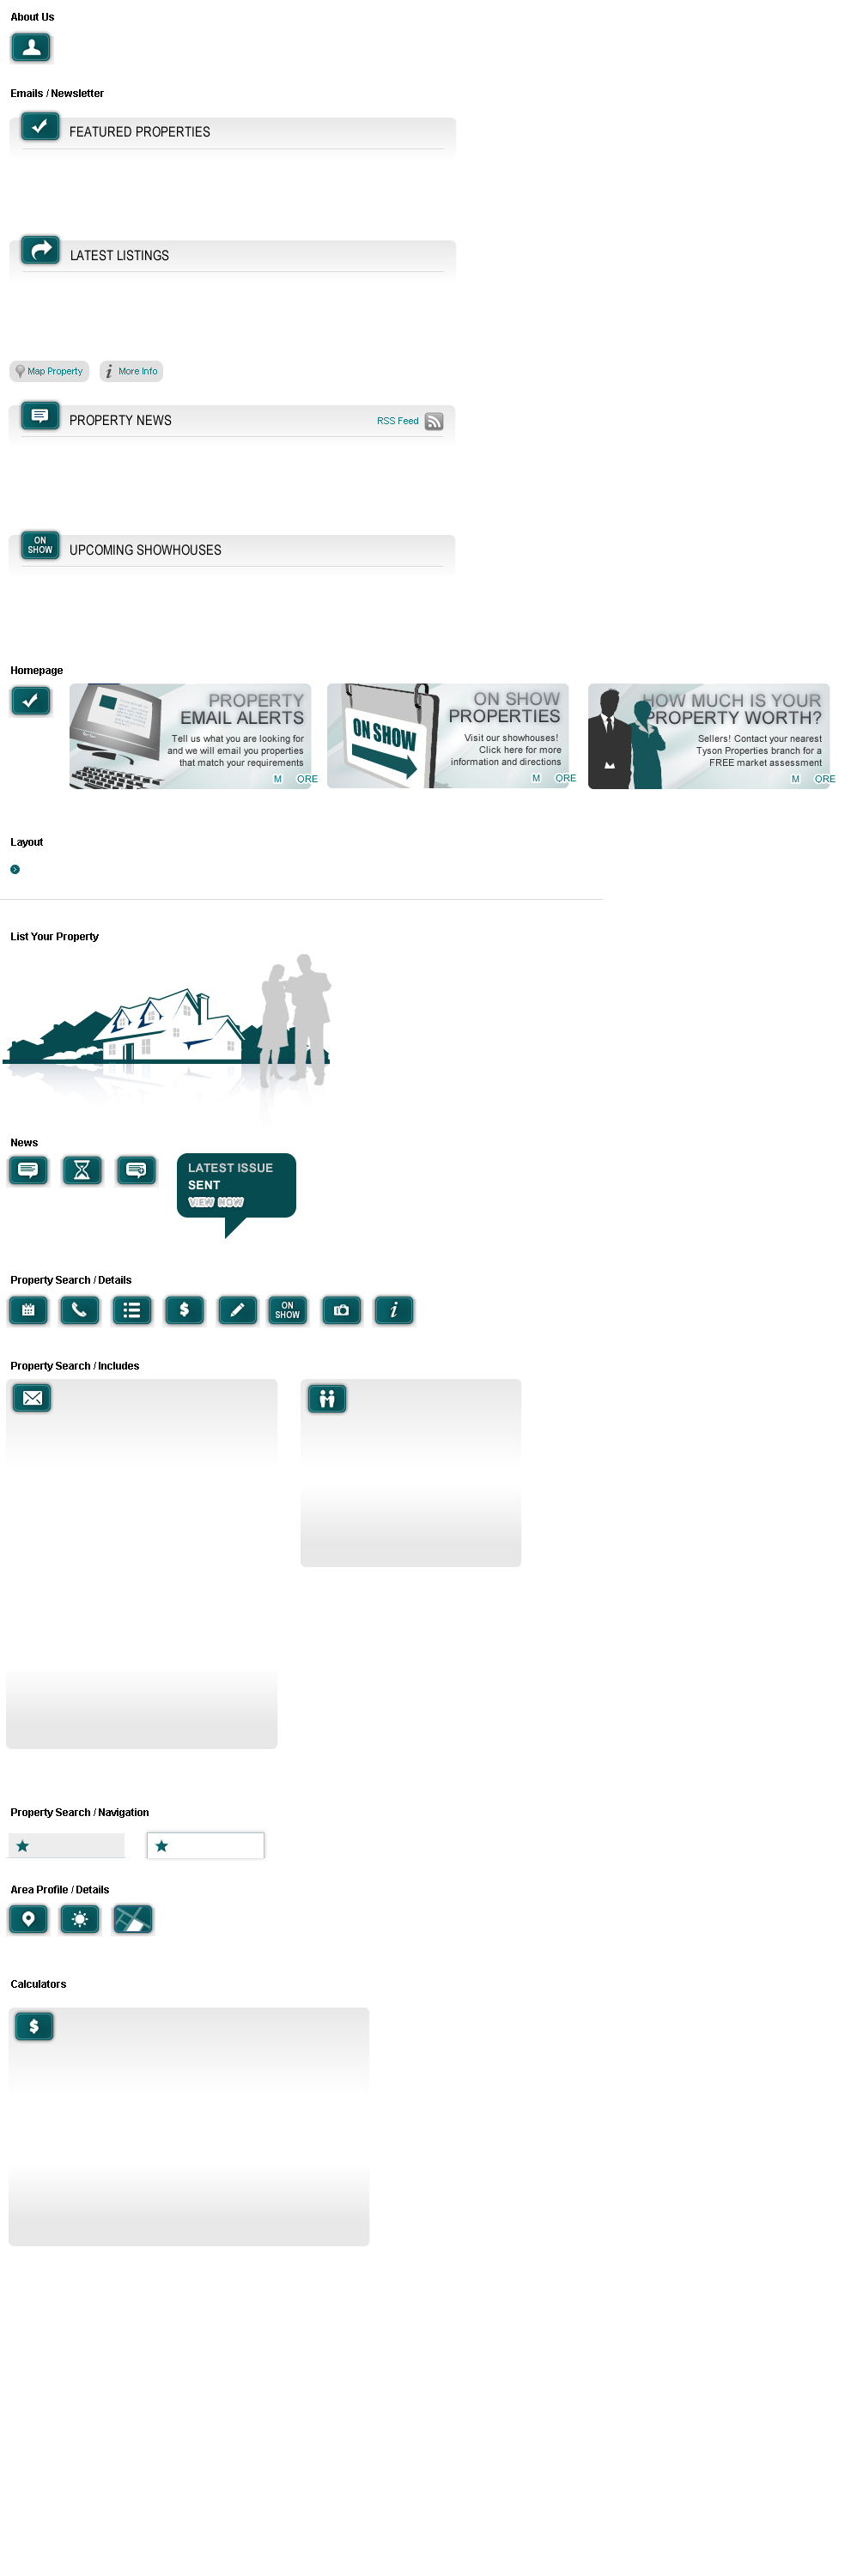 About Us
Emails / Newsletter
FEATURED PROPERTIES
LATEST LISTINGS
Map Property
More Info
PROPERTY NEWS
RSS Feed
ON
SHOW
UPCOMING SHOWHOUSES
Homepage
PROPERTY
EMAIL ALERTS
Tell us what you are looking for
and we will email you properties
that match your requirements
M ORE
ON SHOW
ON SHOW
PROPERTIES
Visit our showhouses!
Click here for more
information and directions
M ORE
HOW MUCH IS YOUR
PROPERTY WORTH?
Sellers! Contact your nearest
Tyson Properties branch for a
FREE market assessment
M ORE
Layout
List Your Property
News
LATEST ISSUE
SENT
VIEW NOW
Property Search / Details
ON
SHOW
Property Search / Includes
Property Search / Navigation
Area Profile / Details
Calculators